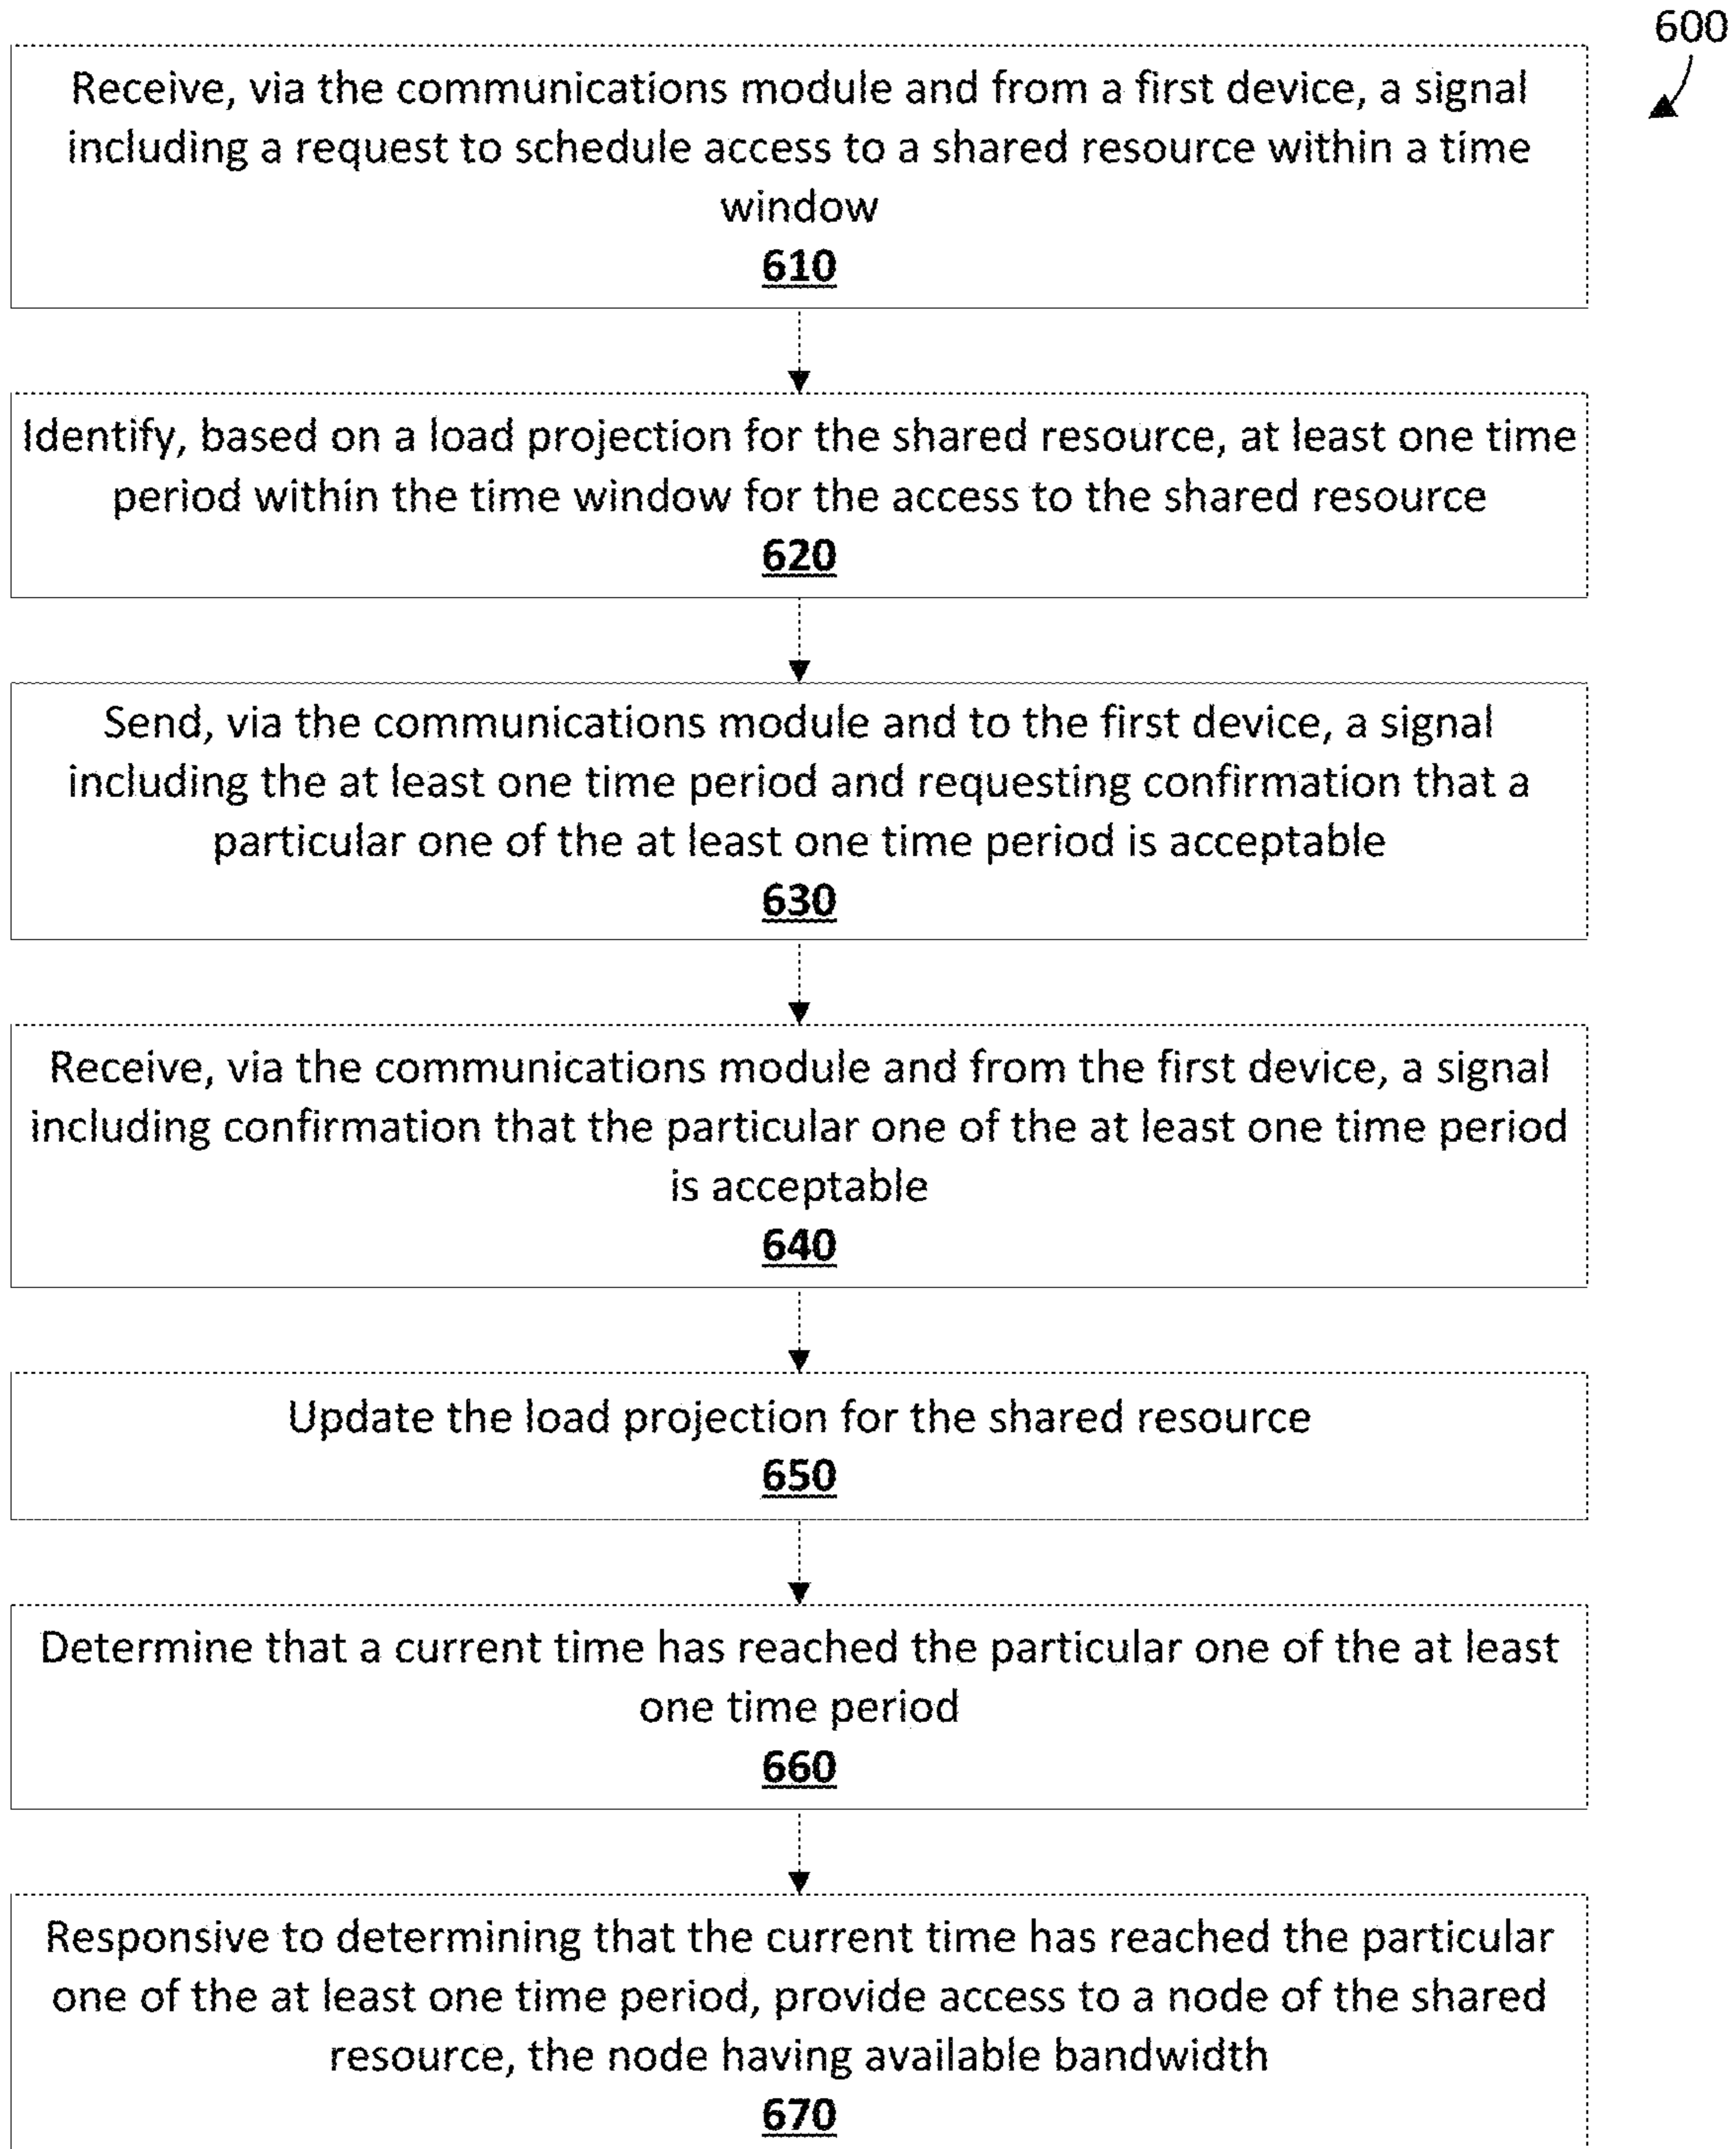 600
Receive, via the communications module and from a first device, a signal
including a request to schedule access to a shared resource within a time
window
610
Identify, based on a load projection for the shared resource, at least one time
period within the time window for the access to the shared resource
620
Send, via the communications module and to the first device, a signal
including the at least one time period and requesting confirmation that a
particular one of the at least one time period is acceptable
630
Receive, via the communications module and from the first device, a signal
including confirmation that the particular one of the at least one time period
is acceptable
640
Update the load projection for the shared resource
650
Determine that a current time has reached the particular one of the at least
one time period
660
Responsive to determining that the current time has reached the particular
one of the at least one time period, provide access to a node of the shared
resource, the node having available bandwidth
670